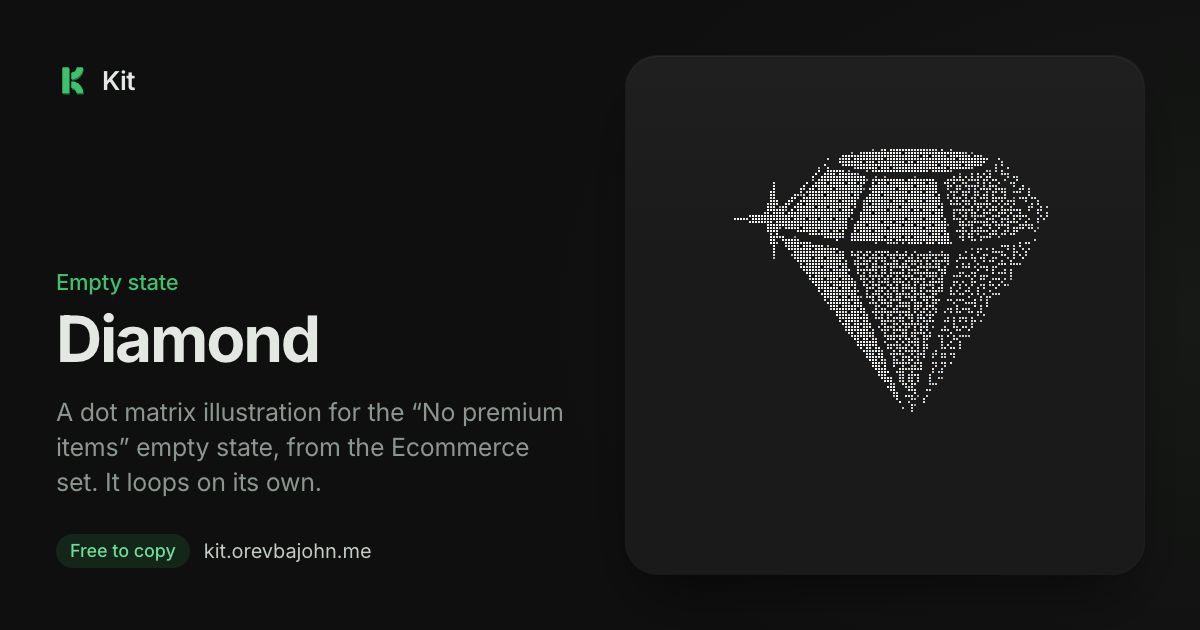 Kit
Empty state
Diamond
A dot matrix illustration for the “No premium
items” empty state, from the Ecommerce
set. It loops on its own.
Free to copy
kit.orevbajohn.me